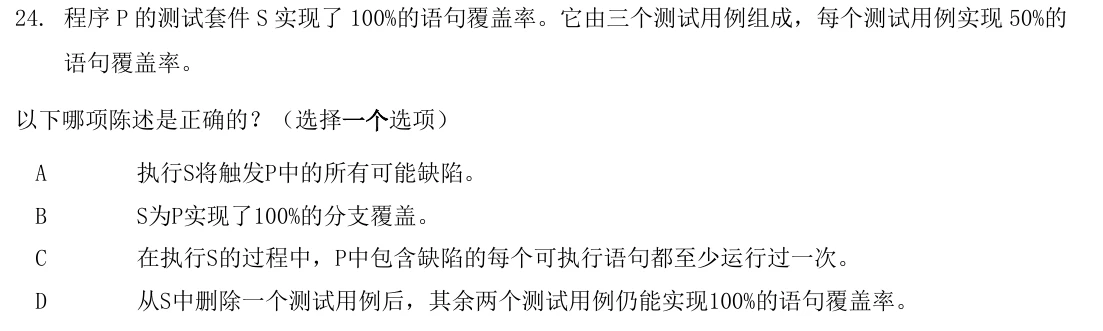 24. 程序 P 的测试套件 S 实现了 100%的语句覆盖率。它由三个测试用例组成，每个测试用例实现 50%的
语句覆盖率。
以下哪项陈述是正确的？（选择一个选项）
A 执行S将触发P中的所有可能缺陷。
B S为P实现了100%的分支覆盖。
C 在执行S的过程中，P中包含缺陷的每个可执行语句都至少运行过一次。
D 从S中删除一个测试用例后，其余两个测试用例仍能实现100%的语句覆盖率。